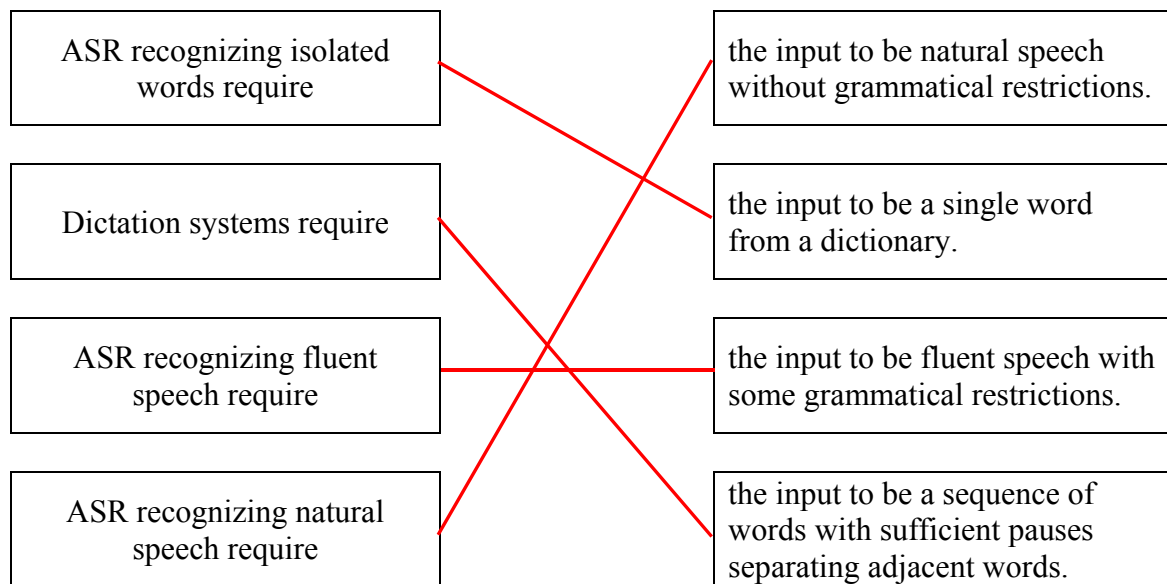 ASR recognizing isolated
words require
the input to be natural speech
without grammatical restrictions.
Dictation systems require
the input to be a single word
from a dictionary.
ASR recognizing fluent
speech require
the input to be fluent speech with
some grammatical restrictions.
ASR recognizing natural
speech require
the input to be a sequence of
words with sufficient pauses
separating adjacent words.